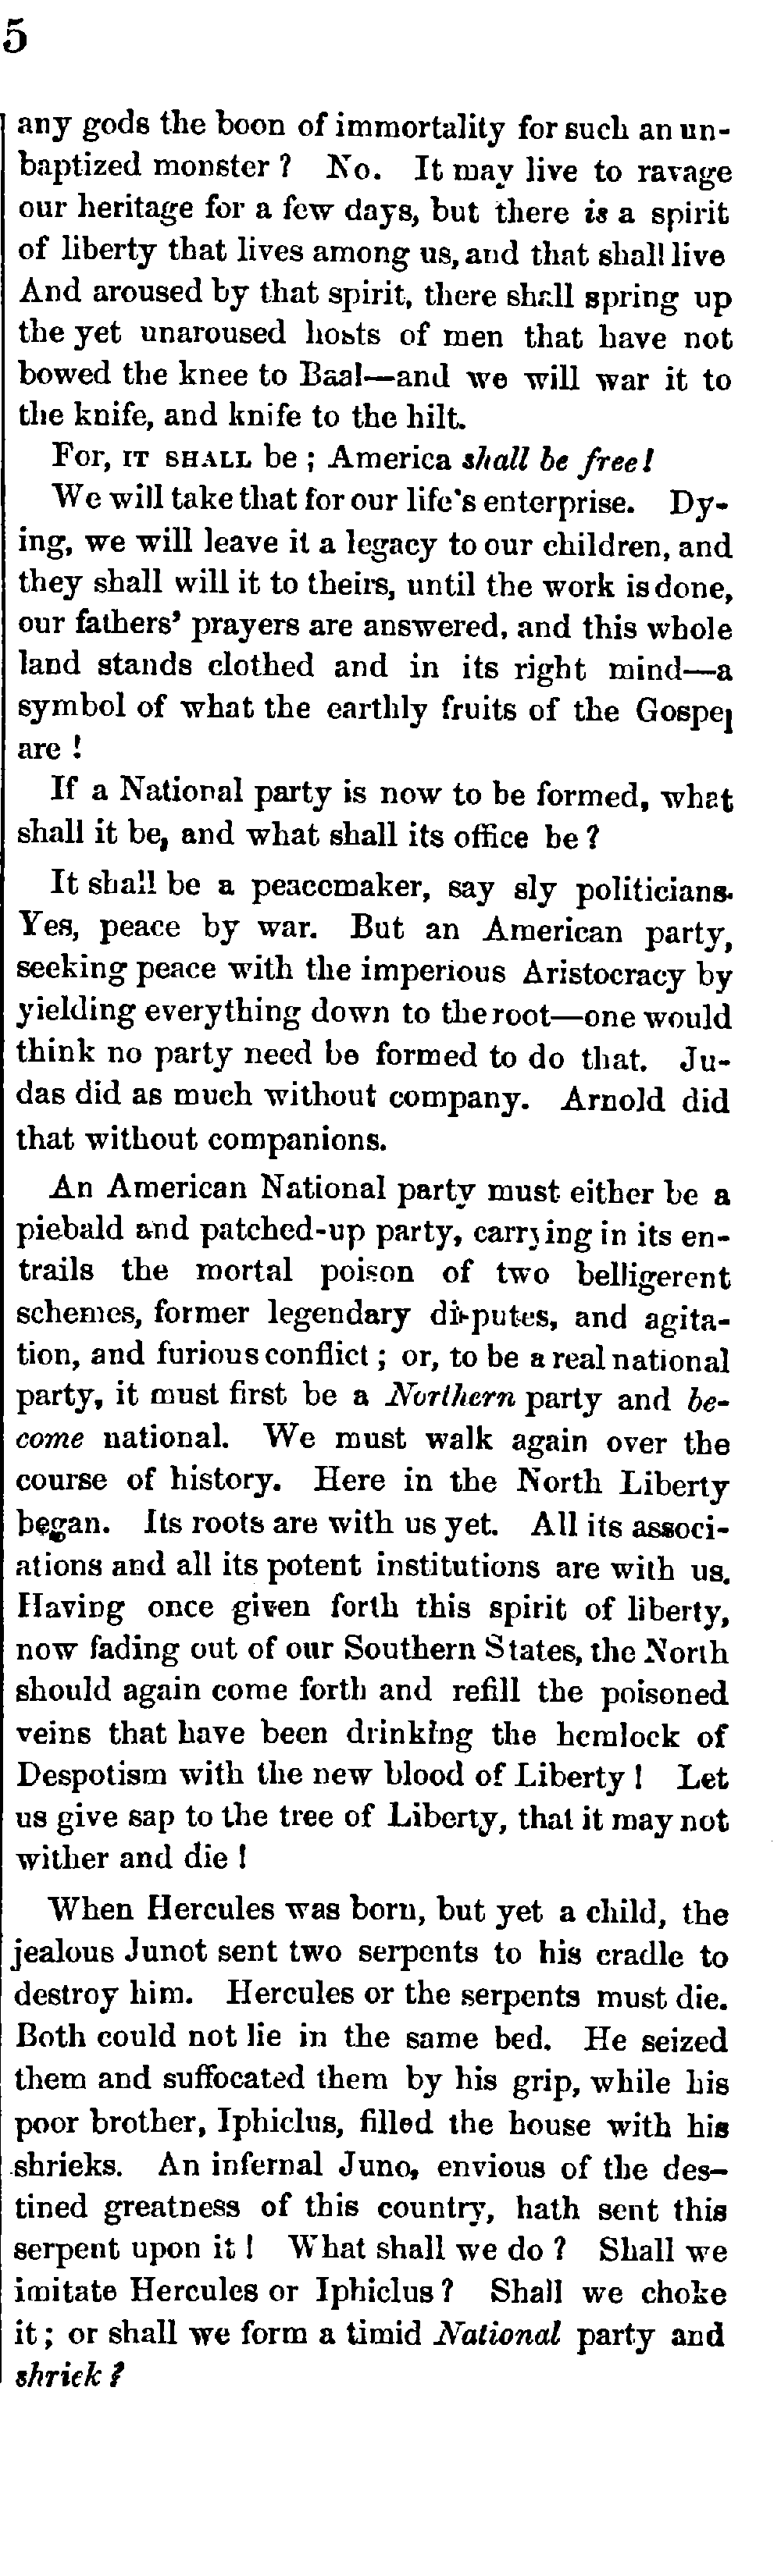 5
any gods the boon of immortality for such an un-
baptized monster ? No. It may live to ravage
our heritage for a few days, but there is a spirit
of liberty that lives among us, and that shall live
And aroused by that spirit, there shall spring up
the yet unaroused hosts of men that have not
bowed the knee to Baal—and we will war it to
the knife, and knife to the hilt.
For, IT SHALL be ; America shall be free !
We will take that for our life's enterprise. Dy-
ing, we will leave it a legacy to our children, and
they shall will it to theirs, until the work is done,
our fathers' prayers are answered, and this whole
land stands clothed and in its right mind—a
symbol of what the earthly fruits of the Gospel
are !
If a National party is now to be formed, what
shall it be, and what shall its office be ?
It shall be a peacemaker, say sly politicians.
Yes, peace by war. But an American party,
seeking peace with the imperious Aristocracy by
yielding everything down to the root—one would
think no party need be formed to do that. Ju-
das did as much without company. Arnold did
that without companions.
An American National party must either be a
piebald and patched-up party, carrying in its en-
trails the mortal poison of two belligerent
schemes, former legendary disputes, and agita-
tion, and furious conflict ; or, to be a real national
party, it must first be a Northern party and be-
come national. We must walk again over the
course of history. Here in the North Liberty
began. Its roots are with us yet. All its associ-
ations and all its potent institutions are with us.
Having once given forth this spirit of liberty,
now fading out of our Southern States, the North
should again come forth and refill the poisoned
veins that have been drinking the hemlock of
Despotism with the new blood of Liberty ! Let
us give sap to the tree of Liberty, that it may not
wither and die !
When Hercules was born, but yet a child, the
jealous Junot sent two serpents to his cradle to
destroy him. Hercules or the serpents must die.
Both could not lie in the same bed. He seized
them and suffocated them by his grip, while his
poor brother, Iphiclus, filled the house with his
shrieks. An infernal Juno, envious of the des-
tined greatness of this country, hath sent this
serpent upon it ! What shall we do ? Shall we
imitate Hercules or Iphiclus ? Shall we choke
it ; or shall we form a timid National party and
shriek ?